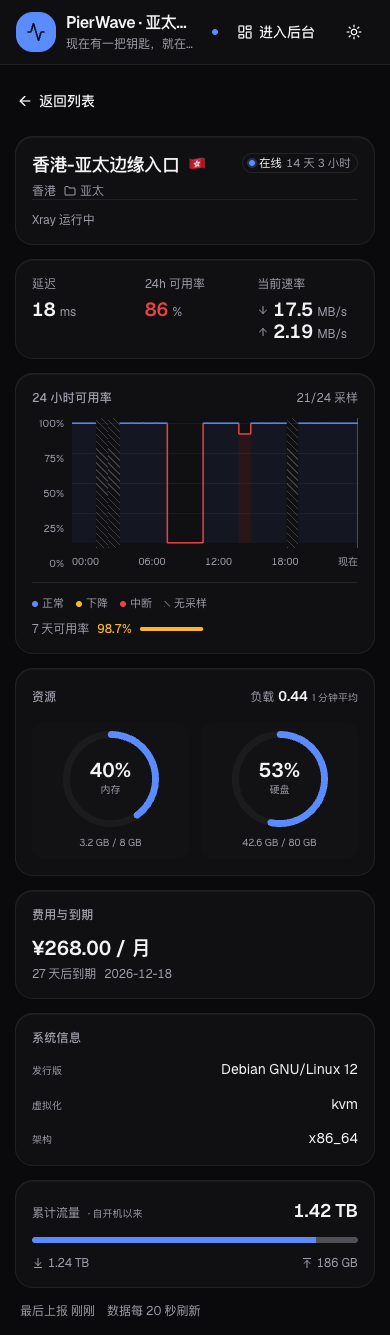 PierWave · 亚太...
现在有一把钥匙，就在...
进入后台
返回列表
香港-亚太边缘入口 🇭🇰
在线 14 天 3 小时
香港 亚太
Xray 运行中
延迟 24h 可用率 当前速率
18 ms 86 % ↓ 17.5 MB/s
↑ 2.19 MB/s
24 小时可用率 21/24 采样
100%
75%
50%
25%
0%
00:00 06:00 12:00 18:00 现在
正常 下降 中断 无采样
7 天可用率 98.7%
资源 负载 0.44 1 分钟平均
40% 53%
内存 硬盘
3.2 GB / 8 GB 42.6 GB / 80 GB
费用与到期
¥268.00 / 月
27 天后到期 2026-12-18
系统信息
发行版 Debian GNU/Linux 12
虚拟化 kvm
架构 x86_64
累计流量 · 自开机以来 1.42 TB
1.24 TB 186 GB
最后上报 刚刚 数据每 20 秒刷新